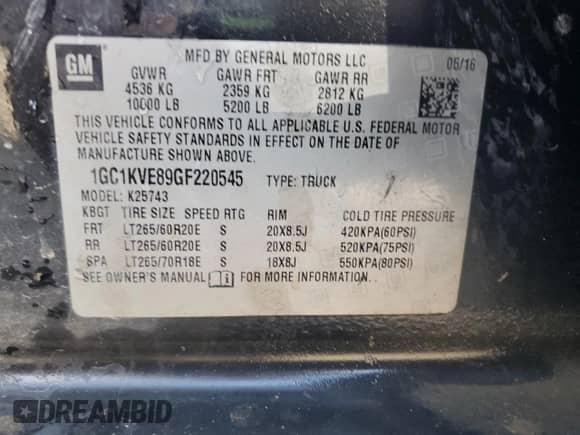 GM
MFD BY GENERAL MOTORS LLC 06/16
GVWR GAWR FRT GAWR RR
4536 KG 2359 KG 2812 KG
10000 LB 5200 LB 6200 LB
THIS VEHICLE CONFORMS TO ALL APPLICABLE U.S. FEDERAL MOTOR
VEHICLE SAFETY STANDARDS IN EFFECT ON THE DATE OF
MANUFACTURE SHOWN ABOVE.
1GC1KVE89GF220545 TYPE: TRUCK
MODEL: K25743
KBGT TIRE SIZE SPEED RTG RIM COLD TIRE PRESSURE
FRT LT265/60R20E S 20X8.5J 420KPA(60PSI)
RR LT265/60R20E S 20X8.5J 520KPA(75PSI)
SPA LT265/70R18E S 18X8J 550KPA(80PSI)
SEE OWNER'S MANUAL FOR MORE INFORMATION.
DREAMBID